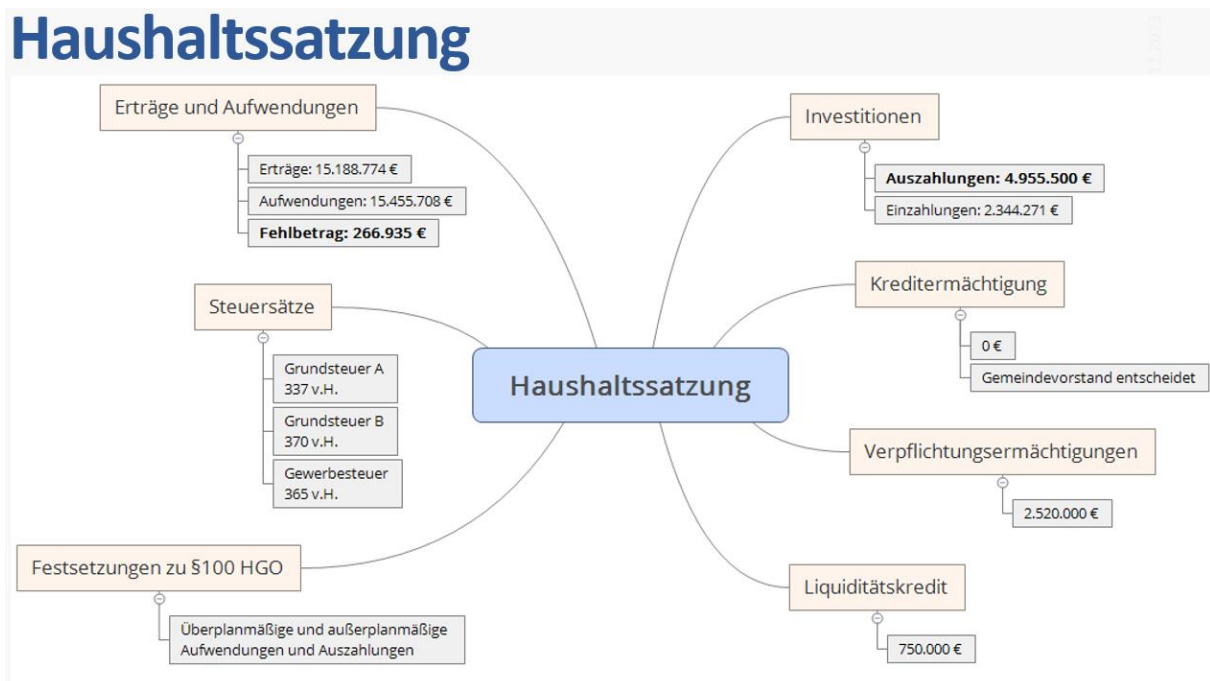 Haushaltssatzung
Erträge und Aufwendungen
Erträge: 15.188.774 €
Aufwendungen: 15.455.708 €
Fehlbetrag: 266.935 €
Steuersätze
Grundsteuer A
337 v.H.
Grundsteuer B
370 v.H.
Gewerbesteuer
365 v.H.
Festsetzungen zu §100 HGO
Überplanmäßige und außerplanmäßige
Aufwendungen und Auszahlungen
Haushaltssatzung
Investitionen
Auszahlungen: 4.955.500 €
Einzahlungen: 2.344.271 €
Kreditermächtigung
0 €
Gemeindevorstand entscheidet
Verpflichtungsermächtigungen
2.520.000 €
Liquiditätskredit
750.000 €